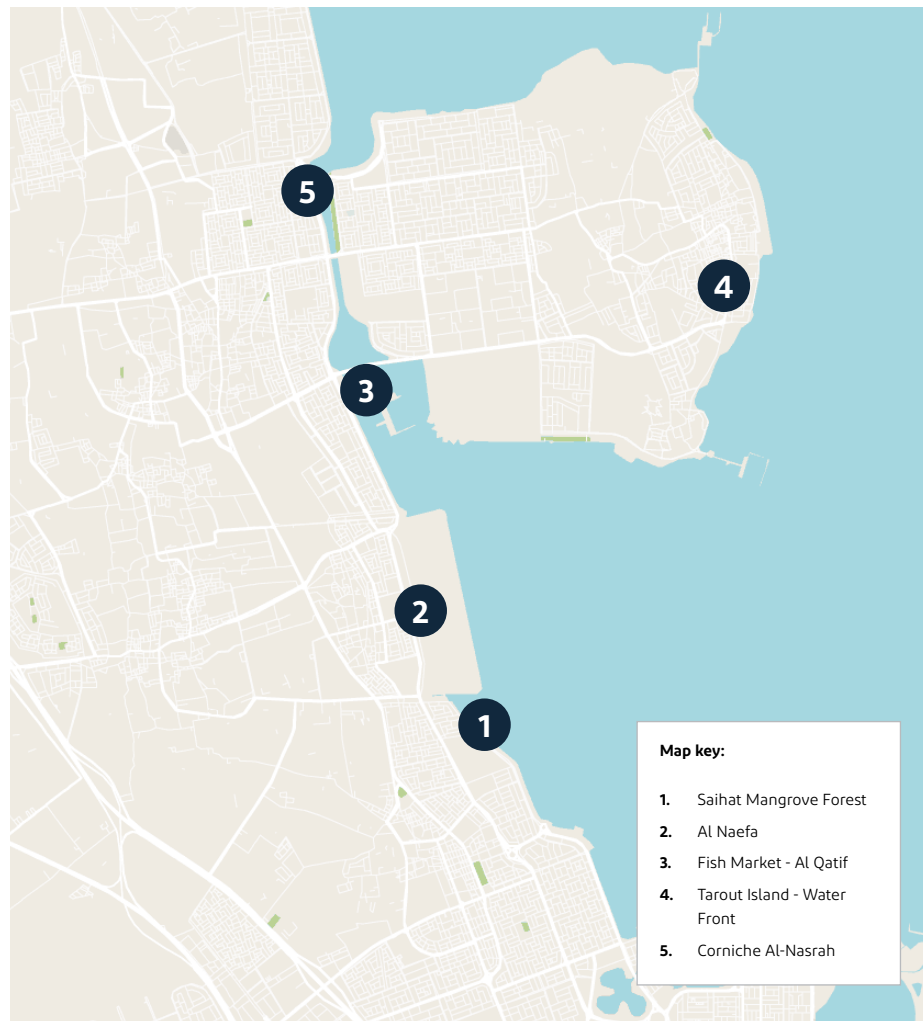 5
4
3
2
1
Map key:
1. Saihat Mangrove Forest
2. Al Naefa
3. Fish Market - Al Qatif
4. Tarout Island - Water
Front
5. Corniche Al-Nasrah